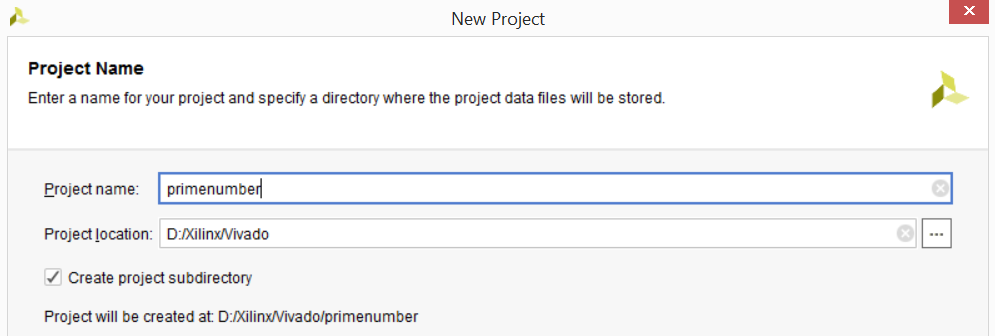 New Project
Project Name
Enter a name for your project and specify a directory where the project data files will be stored.
Project name: primenumber
Project location: D:/Xilinx/Vivado
Create project subdirectory
Project will be created at: D:/Xilinx/Vivado/primenumber